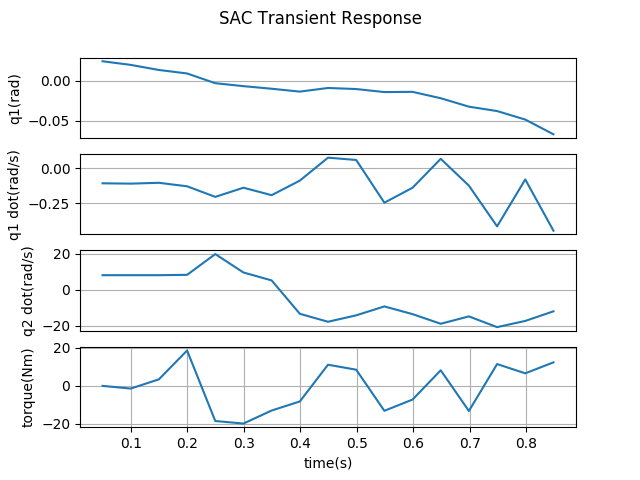 SAC Transient Response
0.00
−0.05
q1(rad)
0.00
−0.25
q1 dot(rad/s)
20
0
−20
q2 dot(rad/s)
20
0
−20
torque(Nm)
0.1 0.2 0.3 0.4 0.5 0.6 0.7 0.8
time(s)